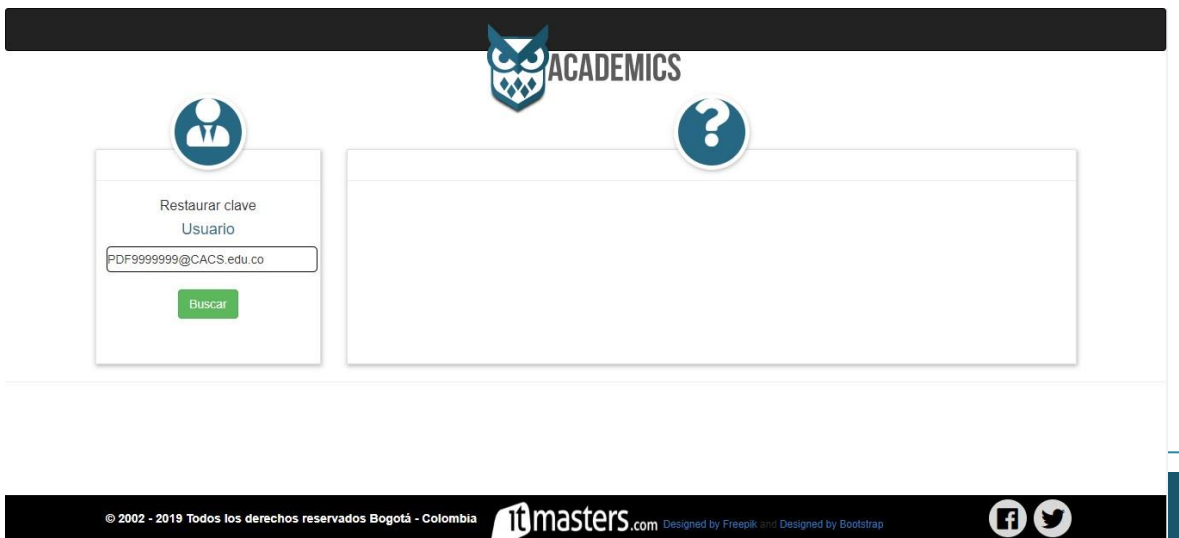 ACADEMICS
Restaurar clave
Usuario
PDF9999999@CACS.edu.co
Buscar
© 2002 - 2019 Todos los derechos reservados Bogotá - Colombia
itmasters.com Designed by Freepik and Designed by Bootstrap